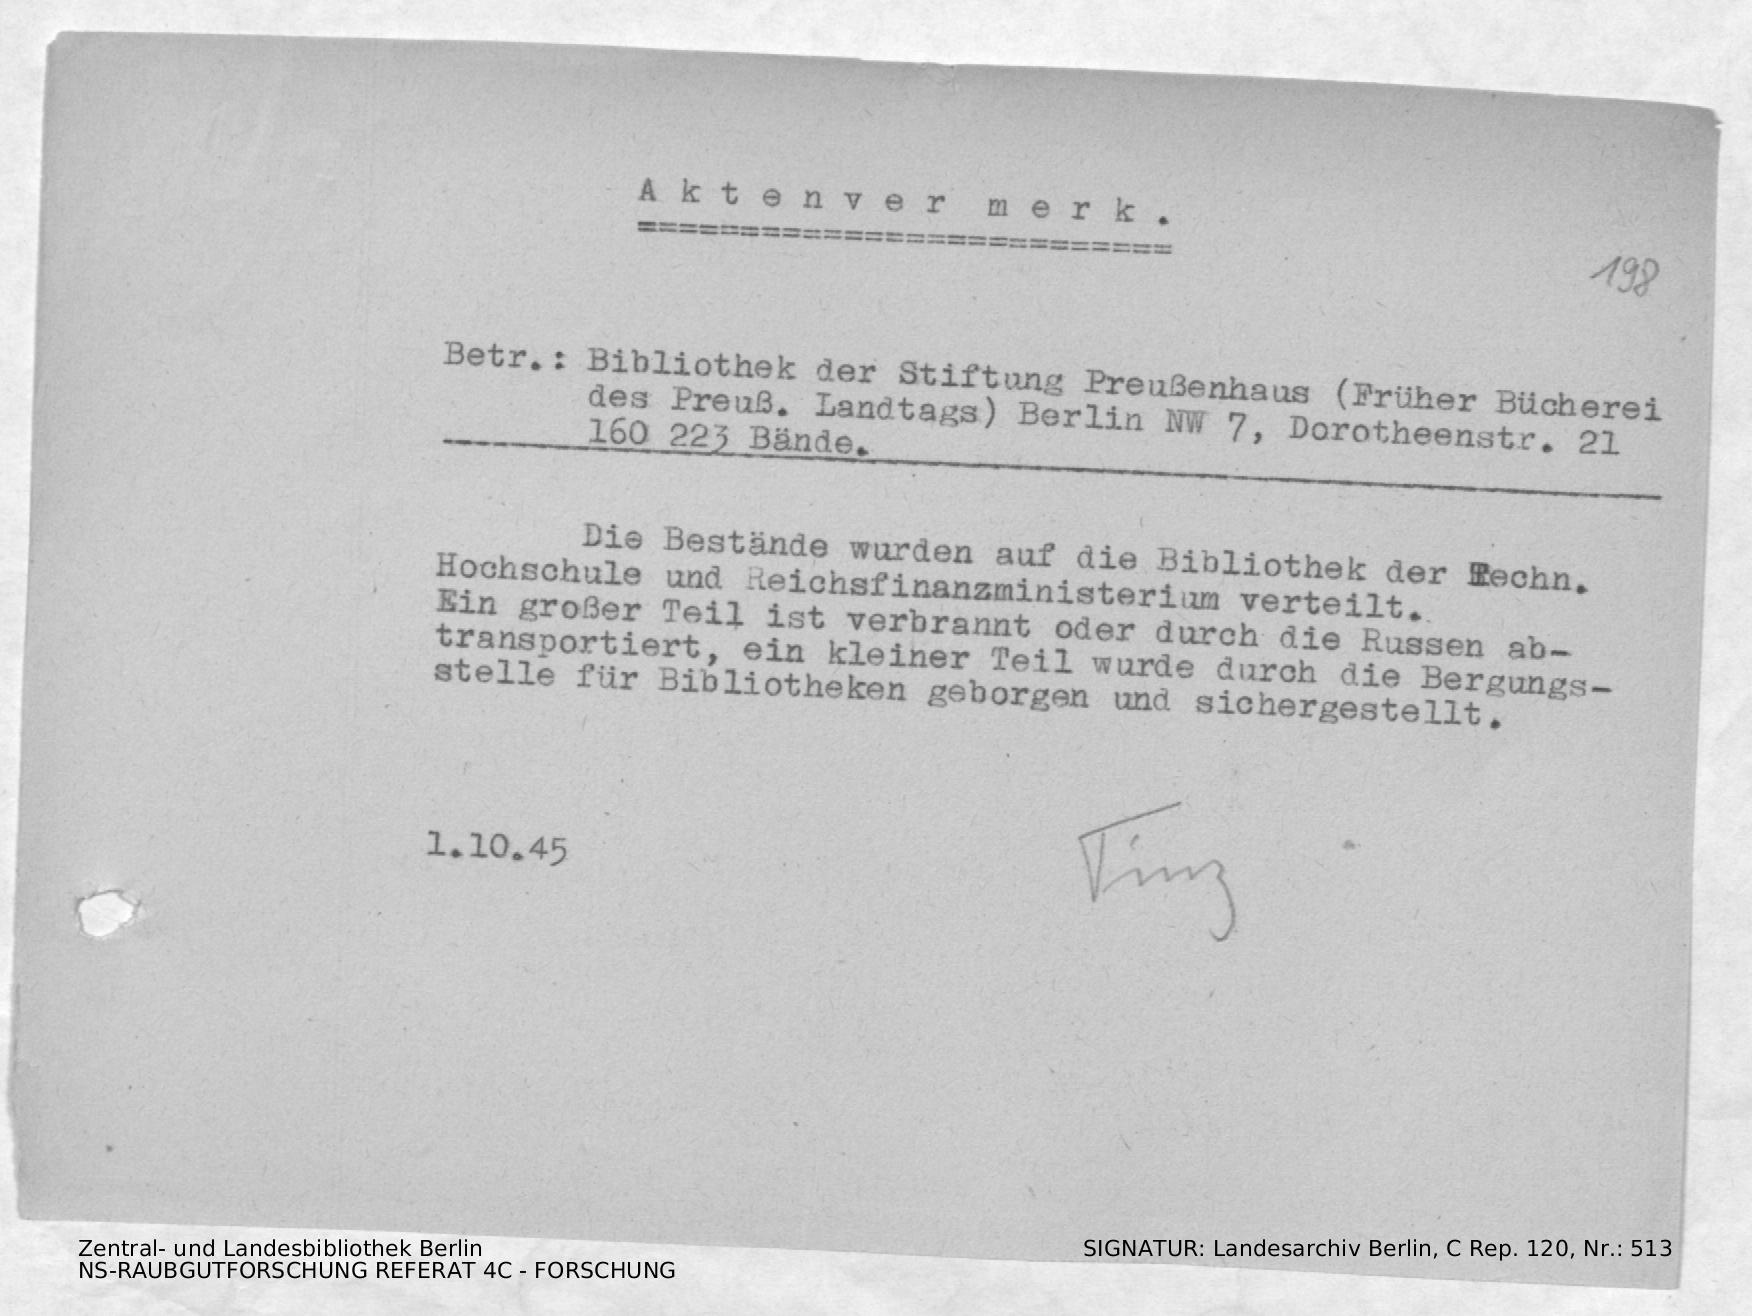 A k t e n v e r m e r k .
==========================
198
Betr.: Bibliothek der Stiftung Preußenhaus (Früher Bücherei
des Preuß. Landtags) Berlin NW 7, Dorotheenstr. 21
160 223 Bände.
Die Bestände wurden auf die Bibliothek der Techn.
Hochschule und Reichsfinanzministerium verteilt.
Ein großer Teil ist verbrannt oder durch die Russen ab-
transportiert, ein kleiner Teil wurde durch die Bergungs-
stelle für Bibliotheken geborgen und sichergestellt.
1.10.45
Tinz
Zentral- und Landesbibliothek Berlin
NS-RAUBGUTFORSCHUNG REFERAT 4C - FORSCHUNG
SIGNATUR: Landesarchiv Berlin, C Rep. 120, Nr.: 513